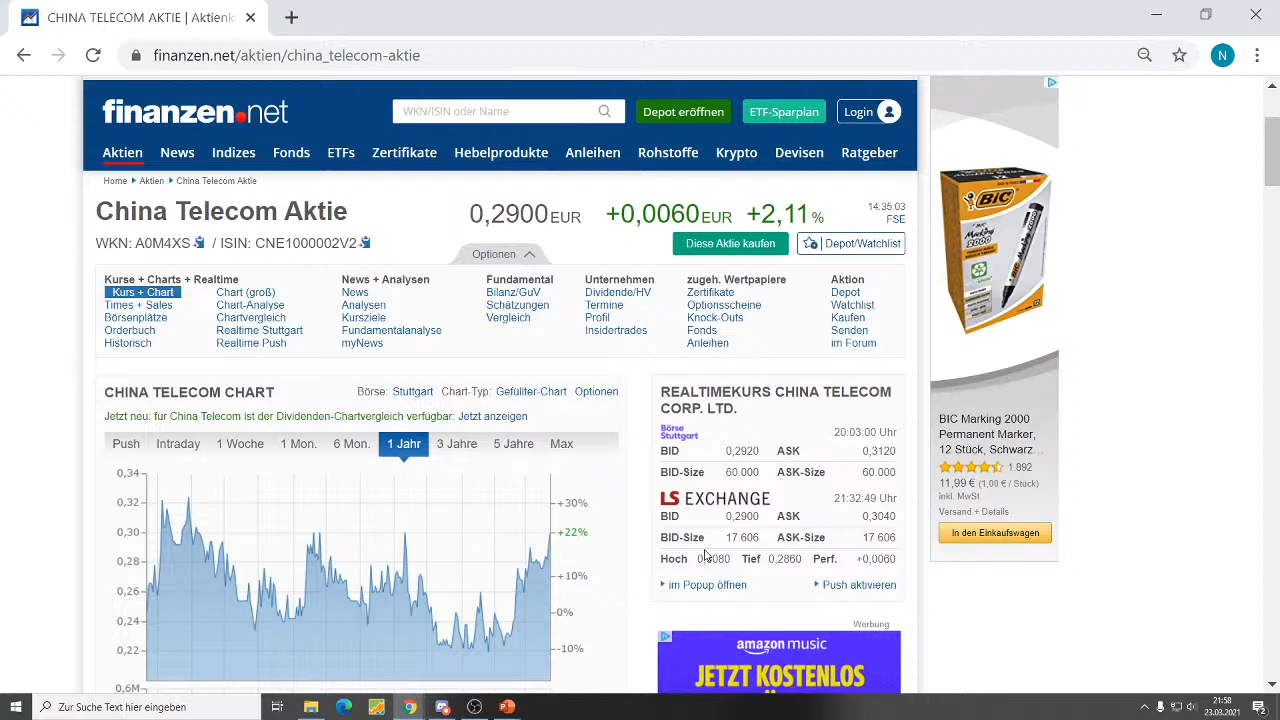 CHINA TELECOM AKTIE | Aktienk
finanzen.net/aktien/china_telecom-aktie
N
finanzen.net
WKN/ISIN oder Name
Depot eröffnen
ETF-Sparplan
Login
Aktien News Indizes Fonds ETFs Zertifikate Hebelprodukte Anleihen Rohstoffe Krypto Devisen Ratgeber
Home Aktien China Telecom Aktie
China Telecom Aktie
0,2900 EUR +0,0060 EUR +2,11 %
14:35:03
FSE
WKN: A0M4XS / ISIN: CNE1000002V2
Diese Aktie kaufen
Depot/Watchlist
Optionen
Kurse + Charts + Realtime News + Analysen Fundamental Unternehmen zugeh. Wertpapiere Aktion
Kurs + Chart Chart (groß) News Bilanz/GuV Dividende/HV Zertifikate Depot
Times + Sales Chart-Analyse Analysen Schätzungen Termine Optionsscheine Watchlist
Börsenplätze Chartvergleich Kursziele Vergleich Profil Knock-Outs Kaufen
Orderbuch Realtime Stuttgart Fundamentalanalyse Insidertrades Fonds Senden
Historisch Realtime Push myNews Anleihen im Forum
CHINA TELECOM CHART
Börse: Stuttgart Chart-Typ: Gefüllter-Chart Optionen
Jetzt neu: für China Telecom ist der Dividenden-Chartvergleich verfügbar: Jetzt anzeigen
Push Intraday 1 Woche 1 Mon. 6 Mon. 1 Jahr 3 Jahre 5 Jahre Max
0,34
0,32
0,30
0,28
0,26
0,24
0,22
0,6M
+30%
+22%
+10%
0%
-10%
REALTIMEKURS CHINA TELECOM
CORP. LTD.
Börse
Stuttgart
20:03:00 Uhr
BID 0,2920 ASK 0,3120
BID-Size 60.000 ASK-Size 60.000
LS EXCHANGE 21:32:49 Uhr
BID 0,2900 ASK 0,3040
BID-Size 17.606 ASK-Size 17.606
Hoch Tief 0,2860 Perf. +0,0060
im Popup öffnen
Push aktivieren
Werbung
amazon music
JETZT KOSTENLOS
BIC
Marking
2000
BIC Marking 2000
Permanent Marker,
12 Stück, Schwarz…
1.892
11,99 € (1,00 € / Stück)
inkl. MwSt
Versand + Details
In den Einkaufswagen
Zur Suche Text hier eingeben
21:58
23.03.2021
2